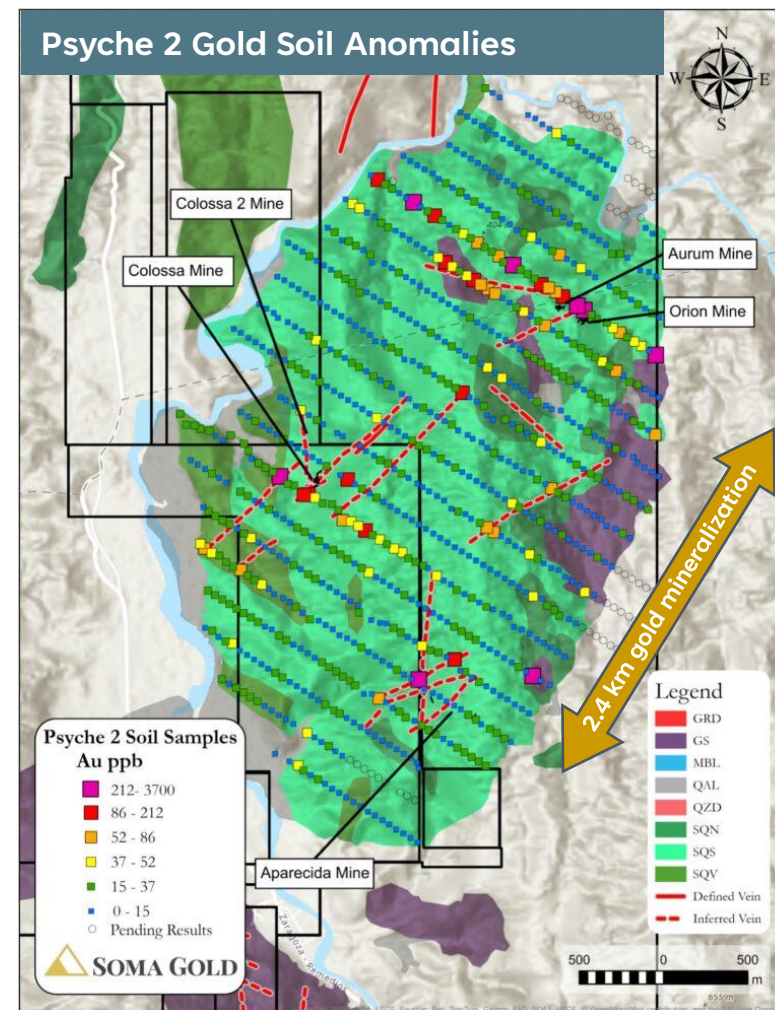 Psyche 2 Gold Soil Anomalies
N
W
E
S
Colossa 2 Mine
Colossa Mine
Aurum Mine
Orion Mine
2.4 km gold mineralization
Aparecida Mine
Zaragoza - Remedios
Psyche 2 Soil Samples
Au ppb
212- 3700
86 - 212
52 - 86
37 - 52
15 - 37
0 - 15
Pending Results
SOMA GOLD
Legend
GRD
GS
MBL
QAL
QZD
SQN
SQS
SQV
Defined Vein
Inferred Vein
500
0
500
m
655 m